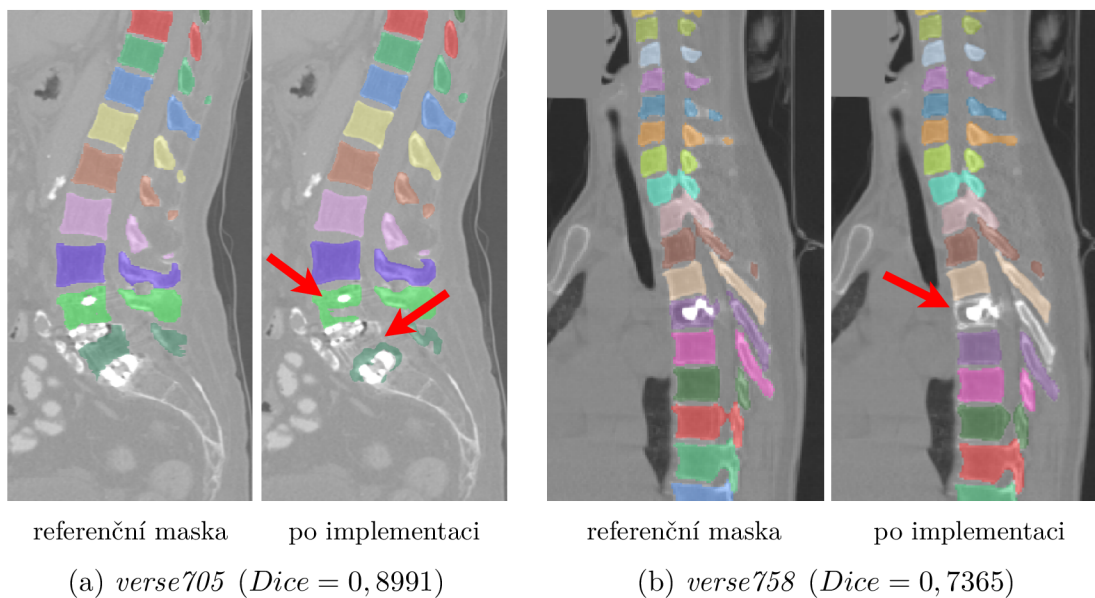 referenční maska
po implementaci
referenční maska
po implementaci
(a) verse705 (Dice = 0,8991)
(b) verse758 (Dice = 0,7365)